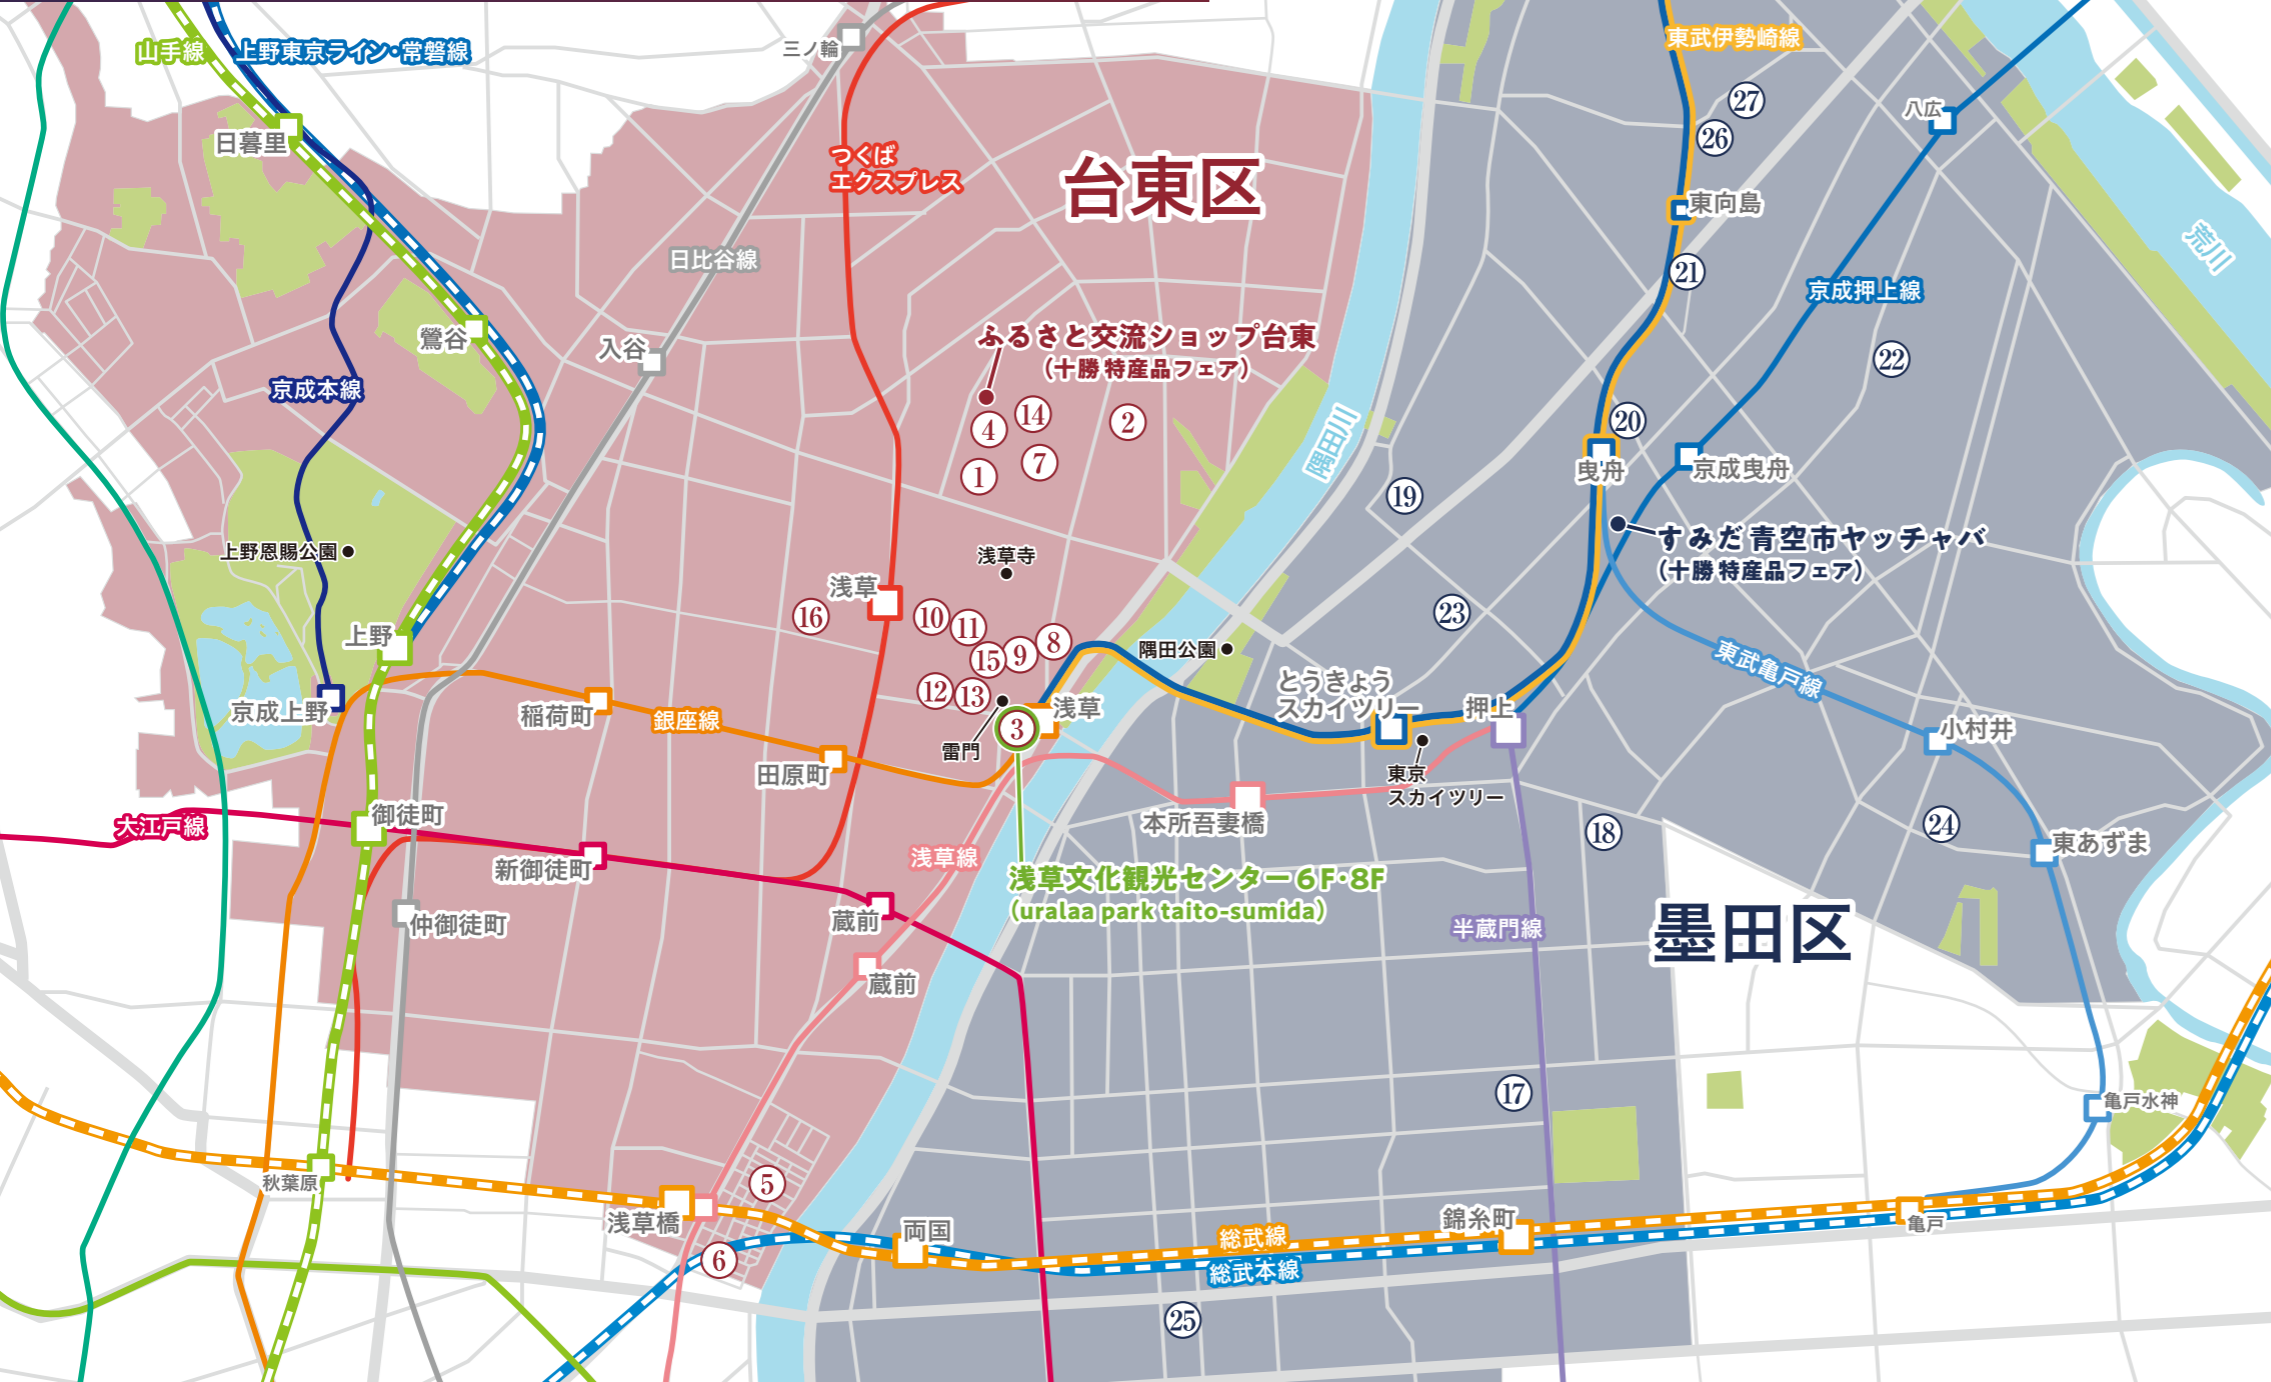 山手線
上野東京ライン・常磐線
三ノ輪
東武伊勢崎線
27
八広
26
日暮里
つくば
エクスプレス
台東区
東向島
荒川
日比谷線
21
京成押上線
鶯谷
入谷
ふるさと交流ショップ台東
(十勝 特産品フェア)
22
京成本線
4
14
2
20
隅田川
1
7
曳舟
京成曳舟
19
上野恩賜公園
浅草寺
すみだ 青空市ヤッチャバ
(十勝 特産品フェア)
浅草
16
10
11
8
15
9
23
上野
隅田公園
東武亀戸線
とうきょう
スカイツリー
押上
12
13
京成上野
稲荷町
銀座線
3
浅草
小村井
雷門
田原町
東京
スカイツリー
大江戸線
御徒町
本所吾妻橋
18
24
東あずま
新御徒町
浅草線
浅草文化観光センター 6F・8F
(uralaa park taito-sumida)
仲御徒町
蔵前
半蔵門線
墨田区
蔵前
17
亀戸水神
秋葉原
5
浅草橋
両国
錦糸町
亀戸
6
総武線
総武本線
25